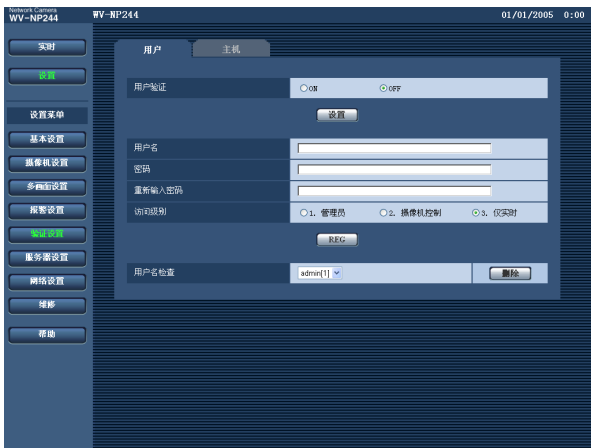 Network Camera
WV-NP244
WV-NP244
01/01/2005 0:00
实时
设置
设置菜单
基本设置
摄像机设置
多画面设置
报警设置
验证设置
服务器设置
网络设置
维修
帮助
用户
主机
用户验证
ON
OFF
设置
用户名
密码
重新输入密码
访问级别
1. 管理员
2. 摄像机控制
3. 仅实时
REG
用户名检查
admin[1]
删除